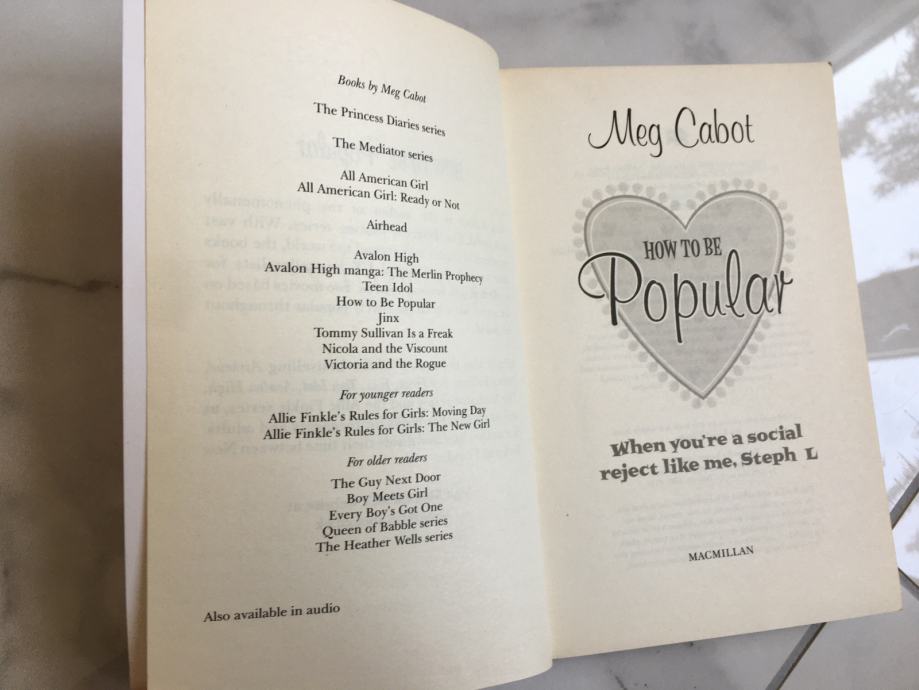 Books by Meg Cabot
The Princess Diaries series
The Mediator series
All American Girl
All American Girl: Ready or Not
Airhead
Avalon High
Avalon High manga: The Merlin Prophecy
Teen Idol
How to Be Popular
Jinx
Tommy Sullivan Is a Freak
Nicola and the Viscount
Victoria and the Rogue
For younger readers
Allie Finkle's Rules for Girls: Moving Day
Allie Finkle's Rules for Girls: The New Girl
For older readers
The Guy Next Door
Boy Meets Girl
Every Boy's Got One
Queen of Babble series
The Heather Wells series
Also available in audio
Meg Cabot
HOW TO BE
Popular
When you're a social
reject like me, Steph L
MACMILLAN